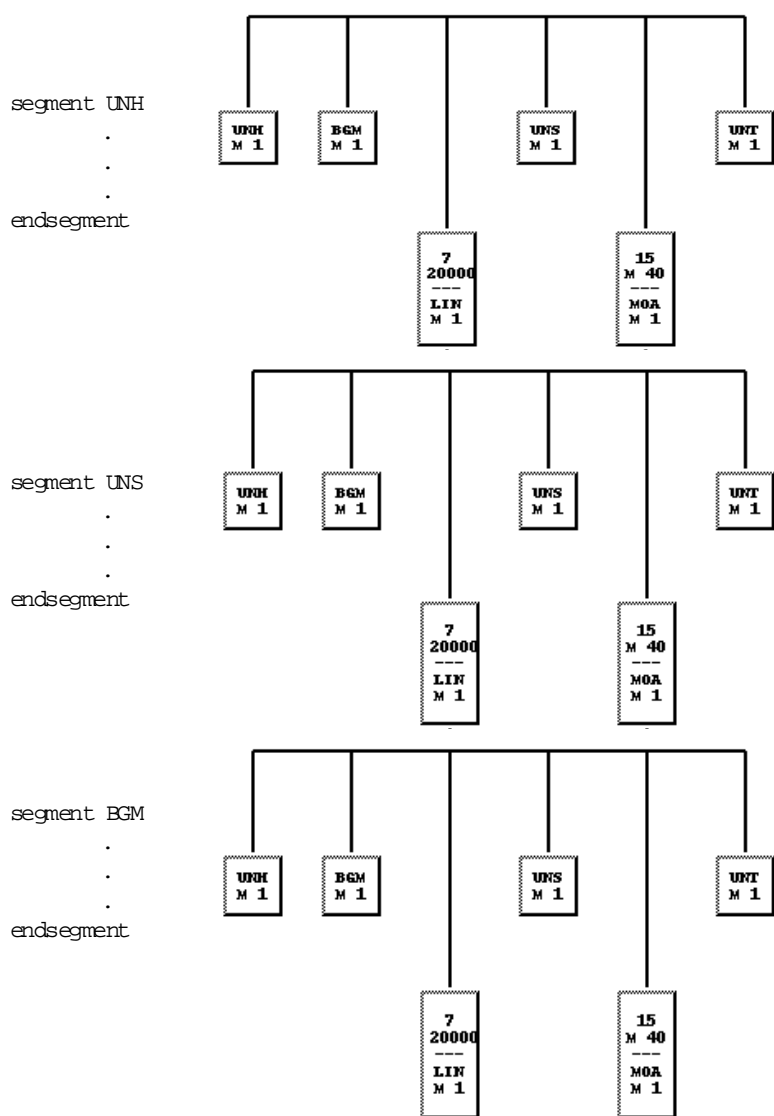 segment UNH
.
.
.
endsegment
UNH
M 1
BGM
M 1
UNS
M 1
UNT
M 1
7
20000
---
LIN
M 1
15
M 40
---
MOA
M 1
segment UNS
.
.
.
endsegment
UNH
M 1
BGM
M 1
UNS
M 1
UNT
M 1
7
20000
---
LIN
M 1
15
M 40
---
MOA
M 1
segment BGM
.
.
.
endsegment
UNH
M 1
BGM
M 1
UNS
M 1
UNT
M 1
7
20000
---
LIN
M 1
15
M 40
---
MOA
M 1